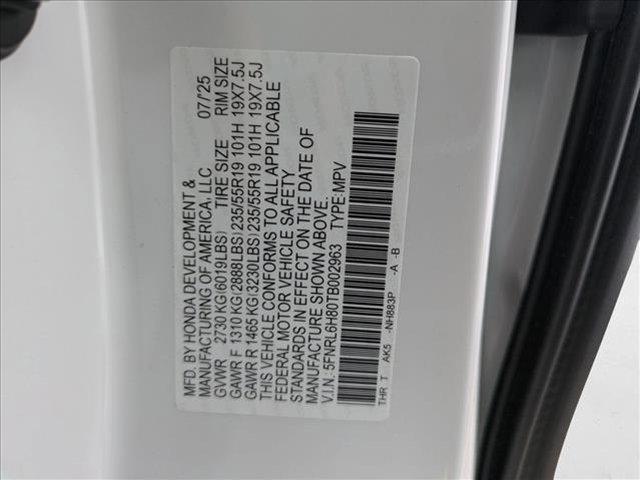 MFD. BY HONDA DEVELOPMENT &
MANUFACTURING OF AMERICA, LLC 07/'25
GVWR 2730 KG(6019LBS) TIRE SIZE RIM SIZE
GAWR F 1310 KG(2888LBS) 235/55R19 101H 19X7.5J
GAWR R 1465 KG(3230LBS) 235/55R19 101H 19X7.5J
THIS VEHICLE CONFORMS TO ALL APPLICABLE
FEDERAL MOTOR VEHICLE SAFETY
STANDARDS IN EFFECT ON THE DATE OF
MANUFACTURE SHOWN ABOVE.
V.I.N.: 5FNRL6H80TB002963 TYPE:MPV
THR T AK5 -NH883P -A -B